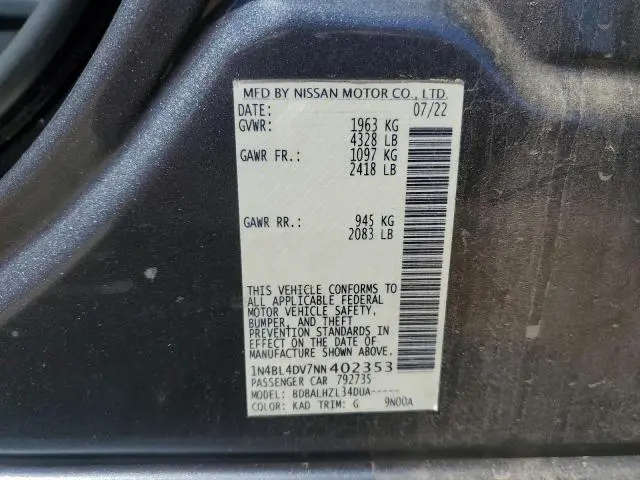 MFD BY NISSAN MOTOR CO., LTD.
DATE: 07/22
GVWR: 1963 KG
4328 LB
GAWR FR.: 1097 KG
2418 LB
GAWR RR.: 945 KG
2083 LB
THIS VEHICLE CONFORMS TO
ALL APPLICABLE FEDERAL
MOTOR VEHICLE SAFETY,
BUMPER, AND THEFT
PREVENTION STANDARDS IN
EFFECT ON THE DATE OF
MANUFACTURE SHOWN ABOVE.
1N4BL4DV7NN402353
PASSENGER CAR 792735
MODEL: BDBALHZL34DUA-----
COLOR: KAD TRIM: G 9N00A